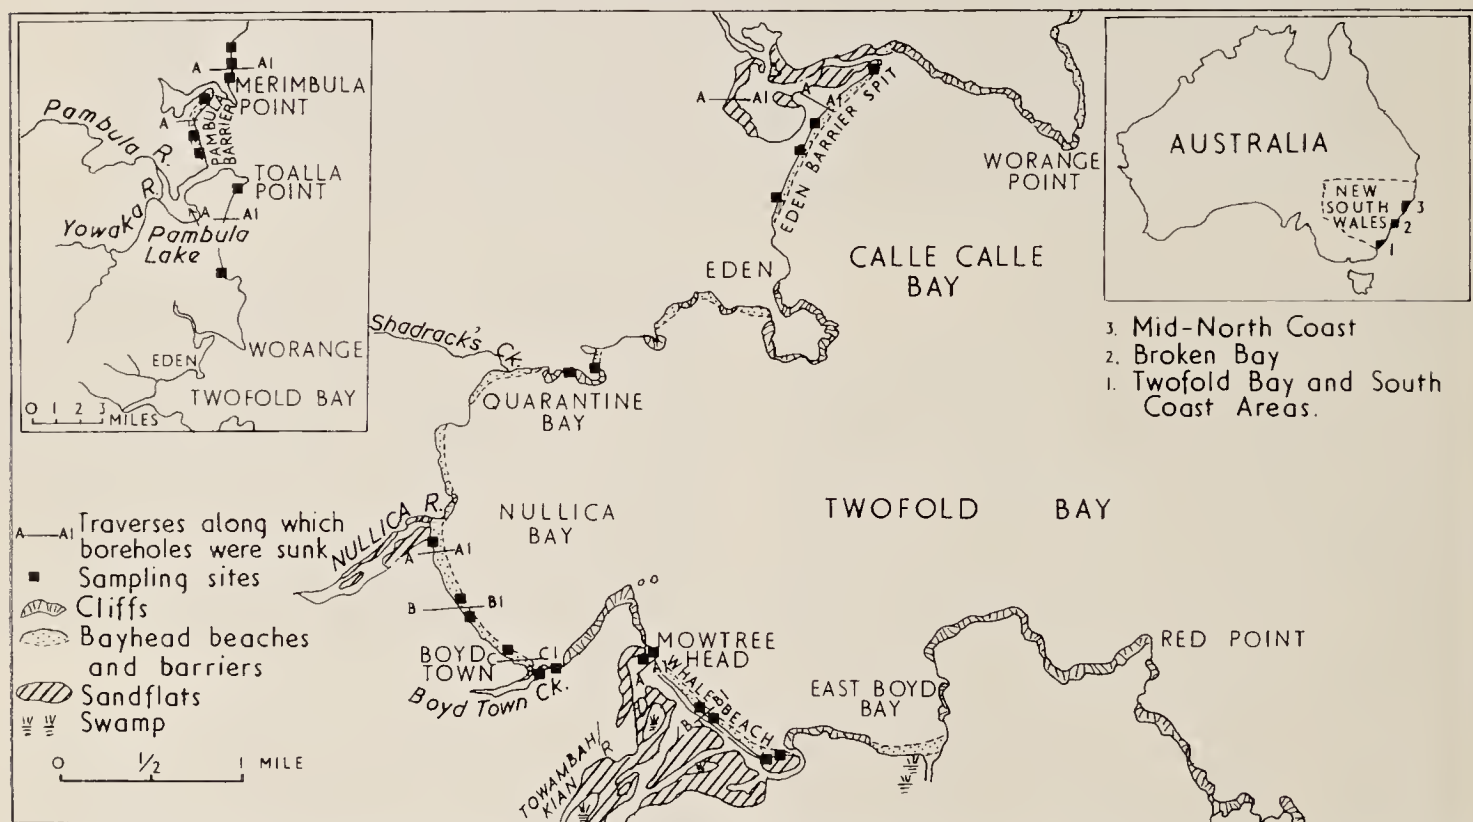 A A1
MERIMBULA
POINT
Pambula R.
A
PAMBULA
BARRIER
TOALLA
POINT
Yowaka R.
A A1
Pambula
Lake
EDEN
WORANGE
TWOFOLD BAY
0 1 2 3 MILES
A A1
A A1
EDEN BARRIER SPIT
WORANGE
POINT
AUSTRALIA
NEW
SOUTH
WALES
3
2
1
3. Mid-North Coast
2. Broken Bay
1. Twofold Bay and South
Coast Areas.
EDEN
CALLE CALLE
BAY
Shadrack's Ck.
QUARANTINE
BAY
NULLICA
BAY
TWOFOLD BAY
NULLICA R.
A A1
B B1
BOYD
TOWN
C C1
Boyd Town Ck.
MOWTREE
HEAD
A A1
WHALE BEACH
B B1
EAST BOYD
BAY
RED POINT
TOWAMBAH R.
KIAN
A A1 Traverses along which
boreholes were sunk
Sampling sites
Cliffs
Bayhead beaches
and barriers
Sandflats
Swamp
0 1/2 1 MILE